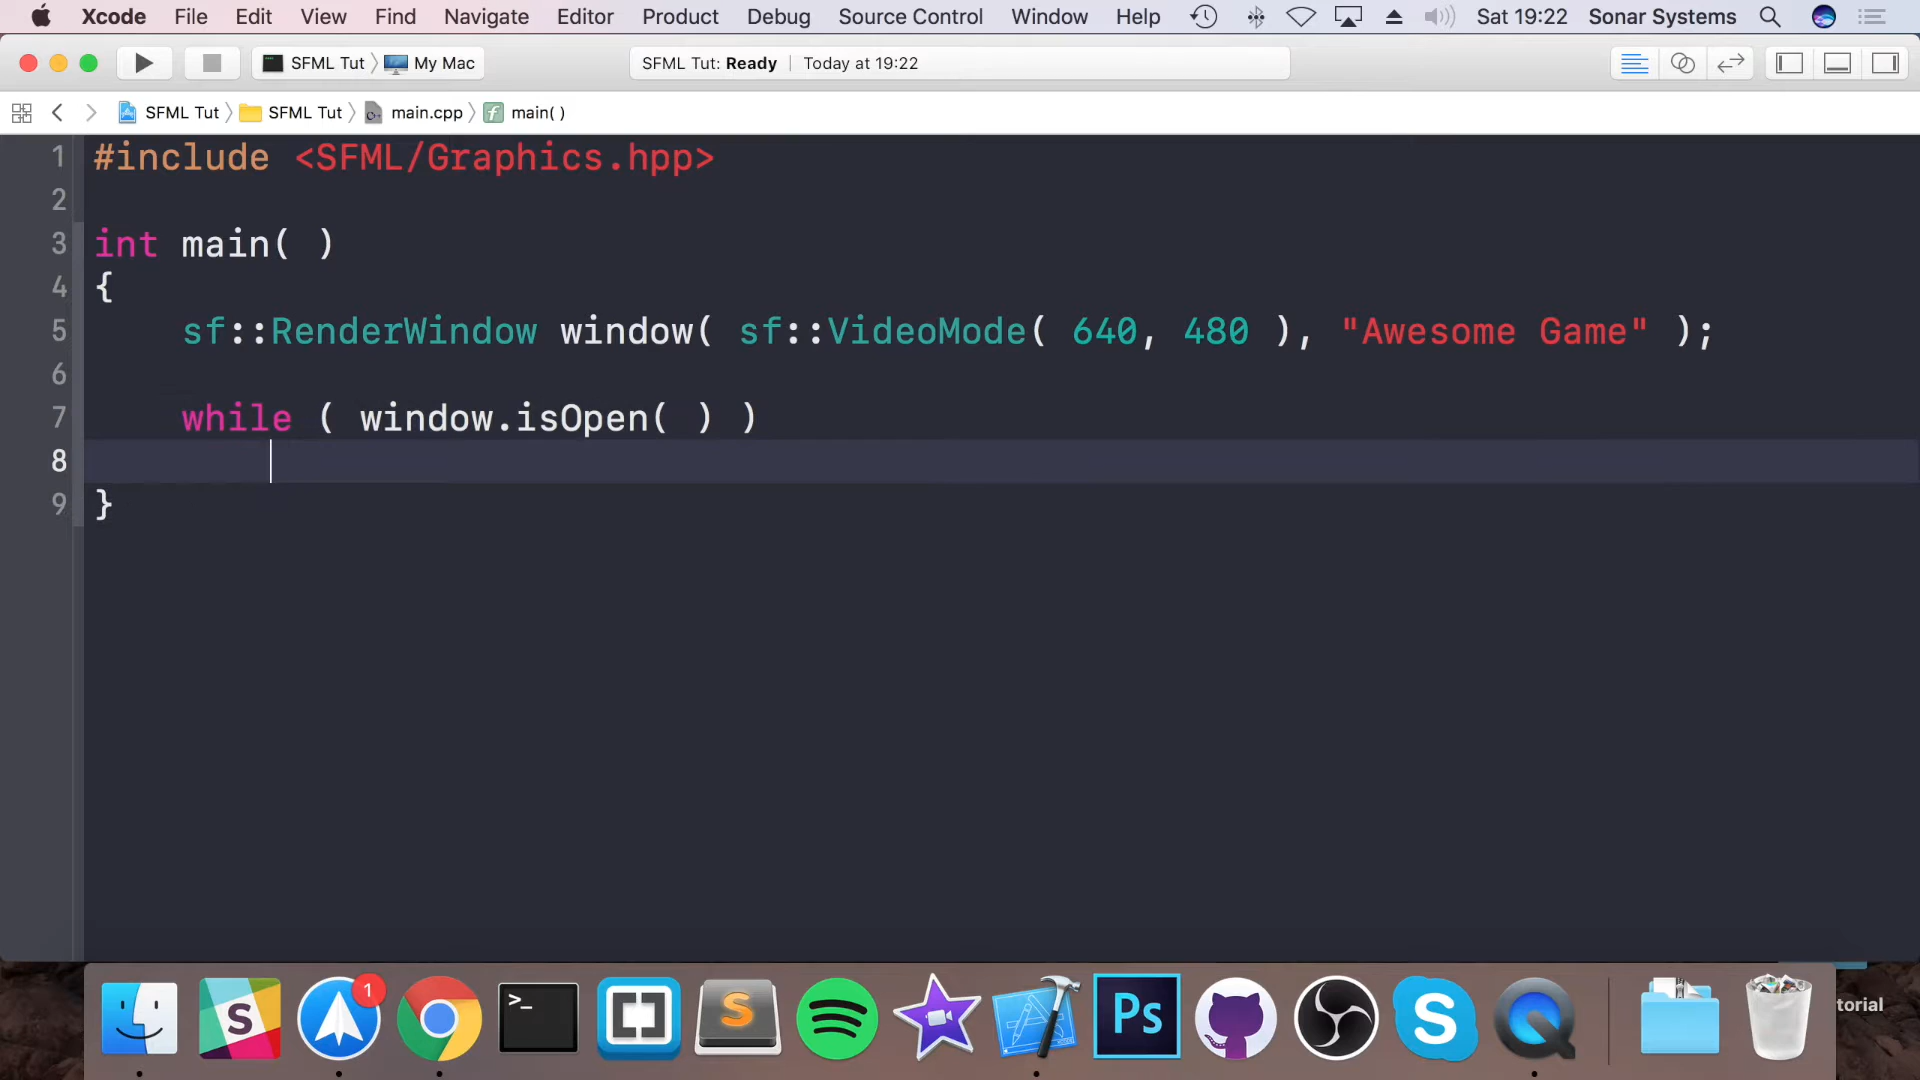 Xcode File Edit View Find Navigate Editor Product Debug Source Control Window Help Sat 19:22 Sonar Systems
SFML Tut My Mac SFML Tut: Ready Today at 19:22
SFML Tut SFML Tut main.cpp main( )
1 #include <SFML/Graphics.hpp>
2
3 int main( )
4 {
5 sf::RenderWindow window( sf::VideoMode( 640, 480 ), "Awesome Game" );
6
7 while ( window.isOpen( ) )
8
9 }
1
S
>_
S
Ps
S
torial